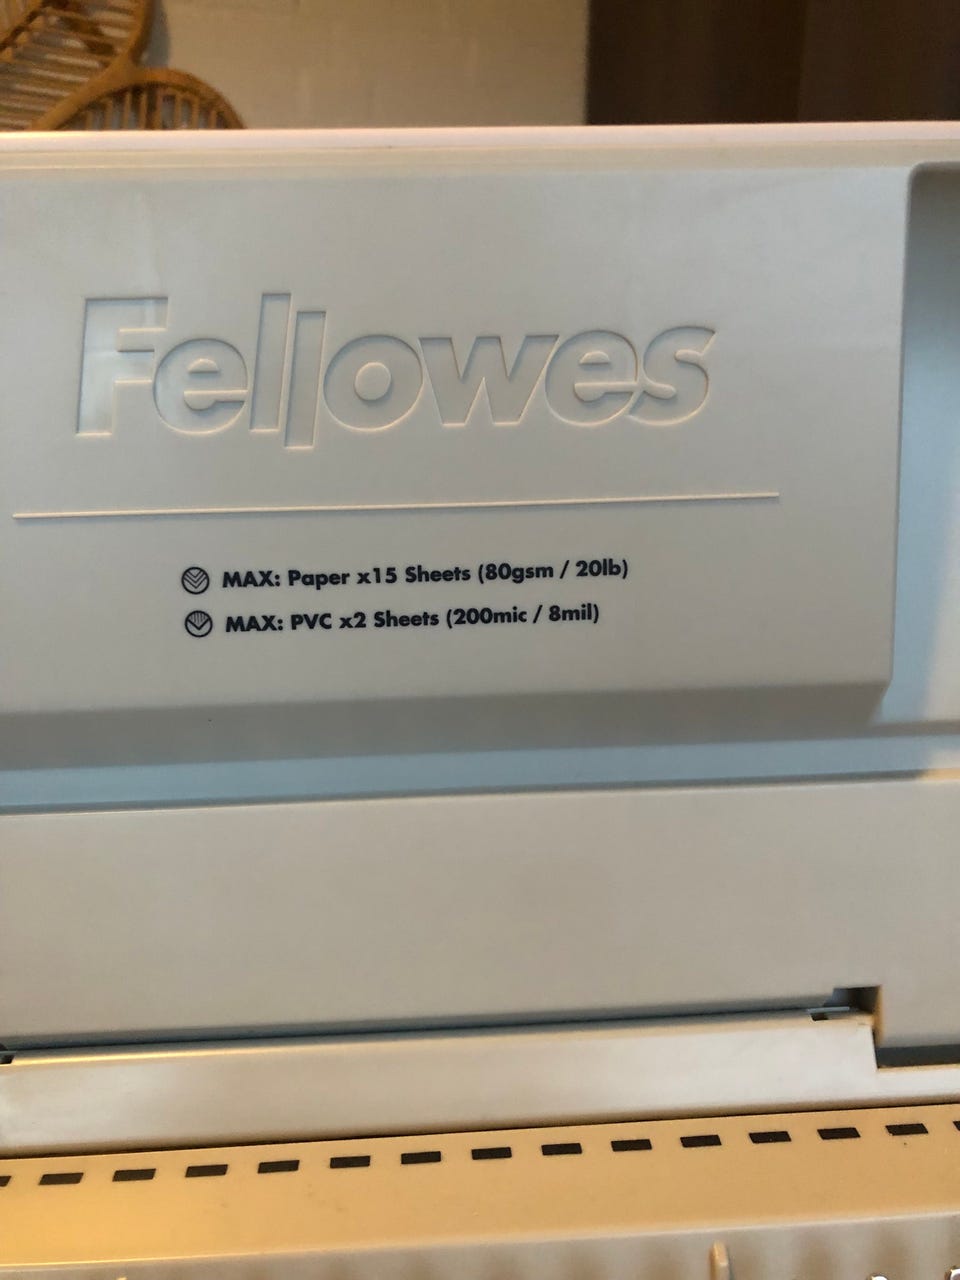 Fellowes
MAX: Paper x15 Sheets (80gsm / 20lb)
MAX: PVC x2 Sheets (200mic / 8mil)